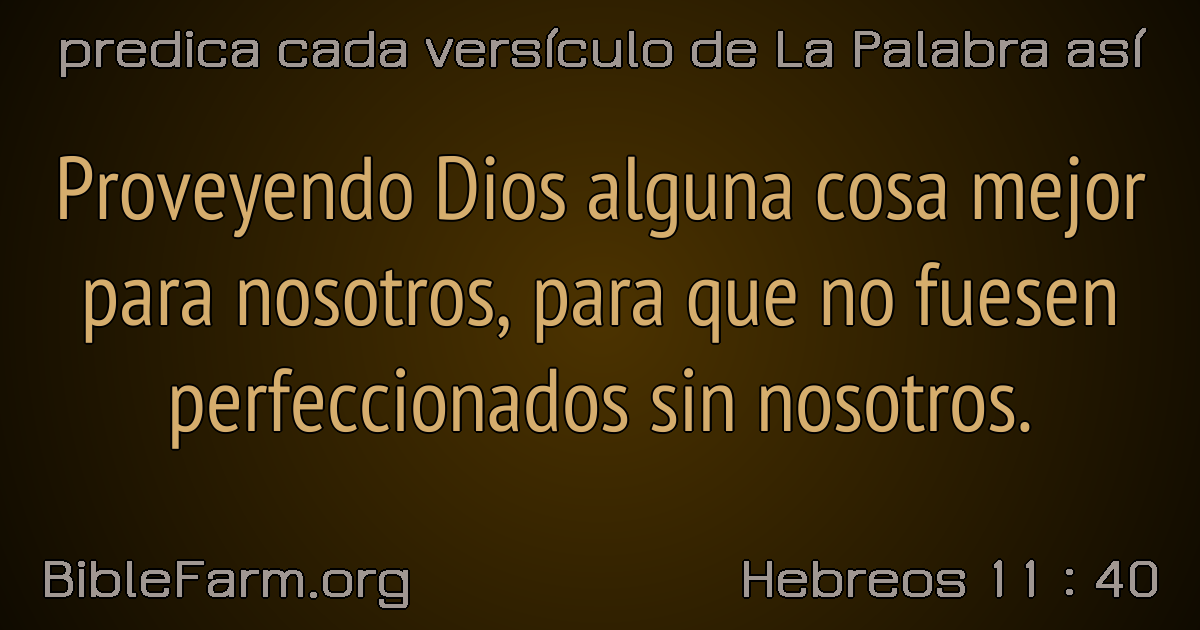 predica cada versículo de La Palabra así
Proveyendo Dios alguna cosa mejor
para nosotros, para que no fuesen
perfeccionados sin nosotros.
BibleFarm.org
Hebreos 11 : 40